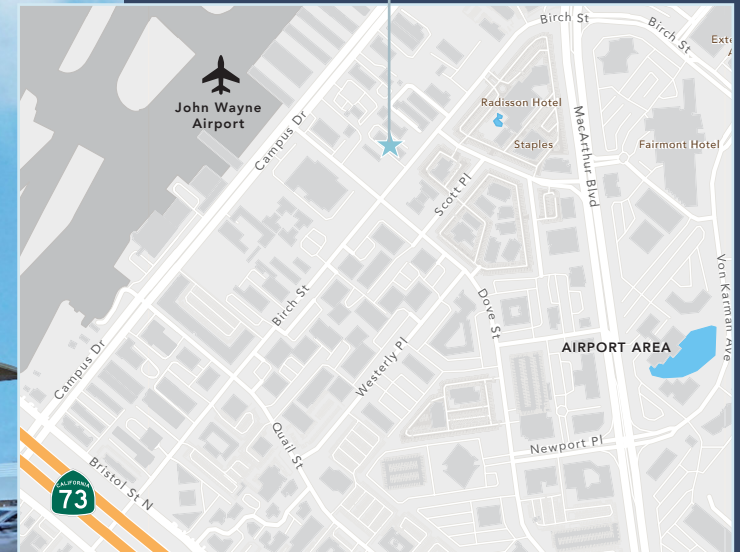 Birch St
Birch St
Exte
John Wayne
Airport
Radisson Hotel
Staples
MacArthur Blvd
Fairmont Hotel
Campus Dr
Scott Pl
Von Karman Ave
Birch St
Dove St
AIRPORT AREA
Westerly Pl
Campus Dr
Quail St
Newport Pl
Bristol St N
CALIFORNIA
73